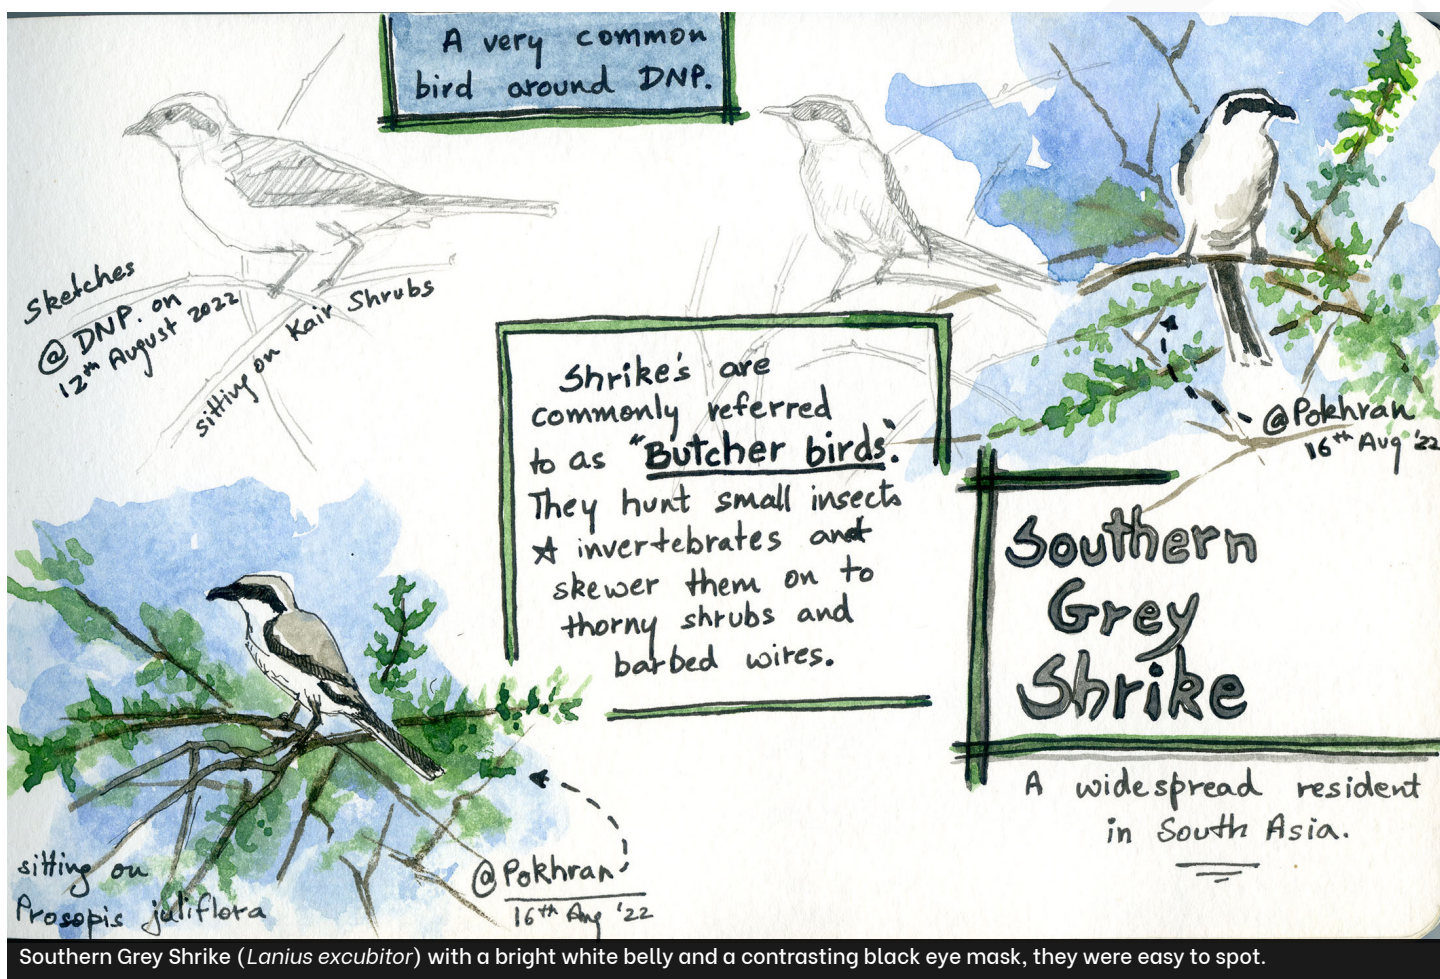 A very common
bird around DNP.
Sketches
@ DNP. on
12th August 2022
sitting on Kair Shrubs
Shrike's are
commonly referred
to as "Butcher birds".
They hunt small insects
& invertebrates and
skewer them on to
thorny shrubs and
barbed wires.
@Pokhran
16th Aug '22
Southern
Grey
Shrike
A widespread resident
in South Asia.
sitting on
Prosopis juliflora
@Pokhran
16th Aug '22
Southern Grey Shrike (Lanius excubitor) with a bright white belly and a contrasting black eye mask, they were easy to spot.